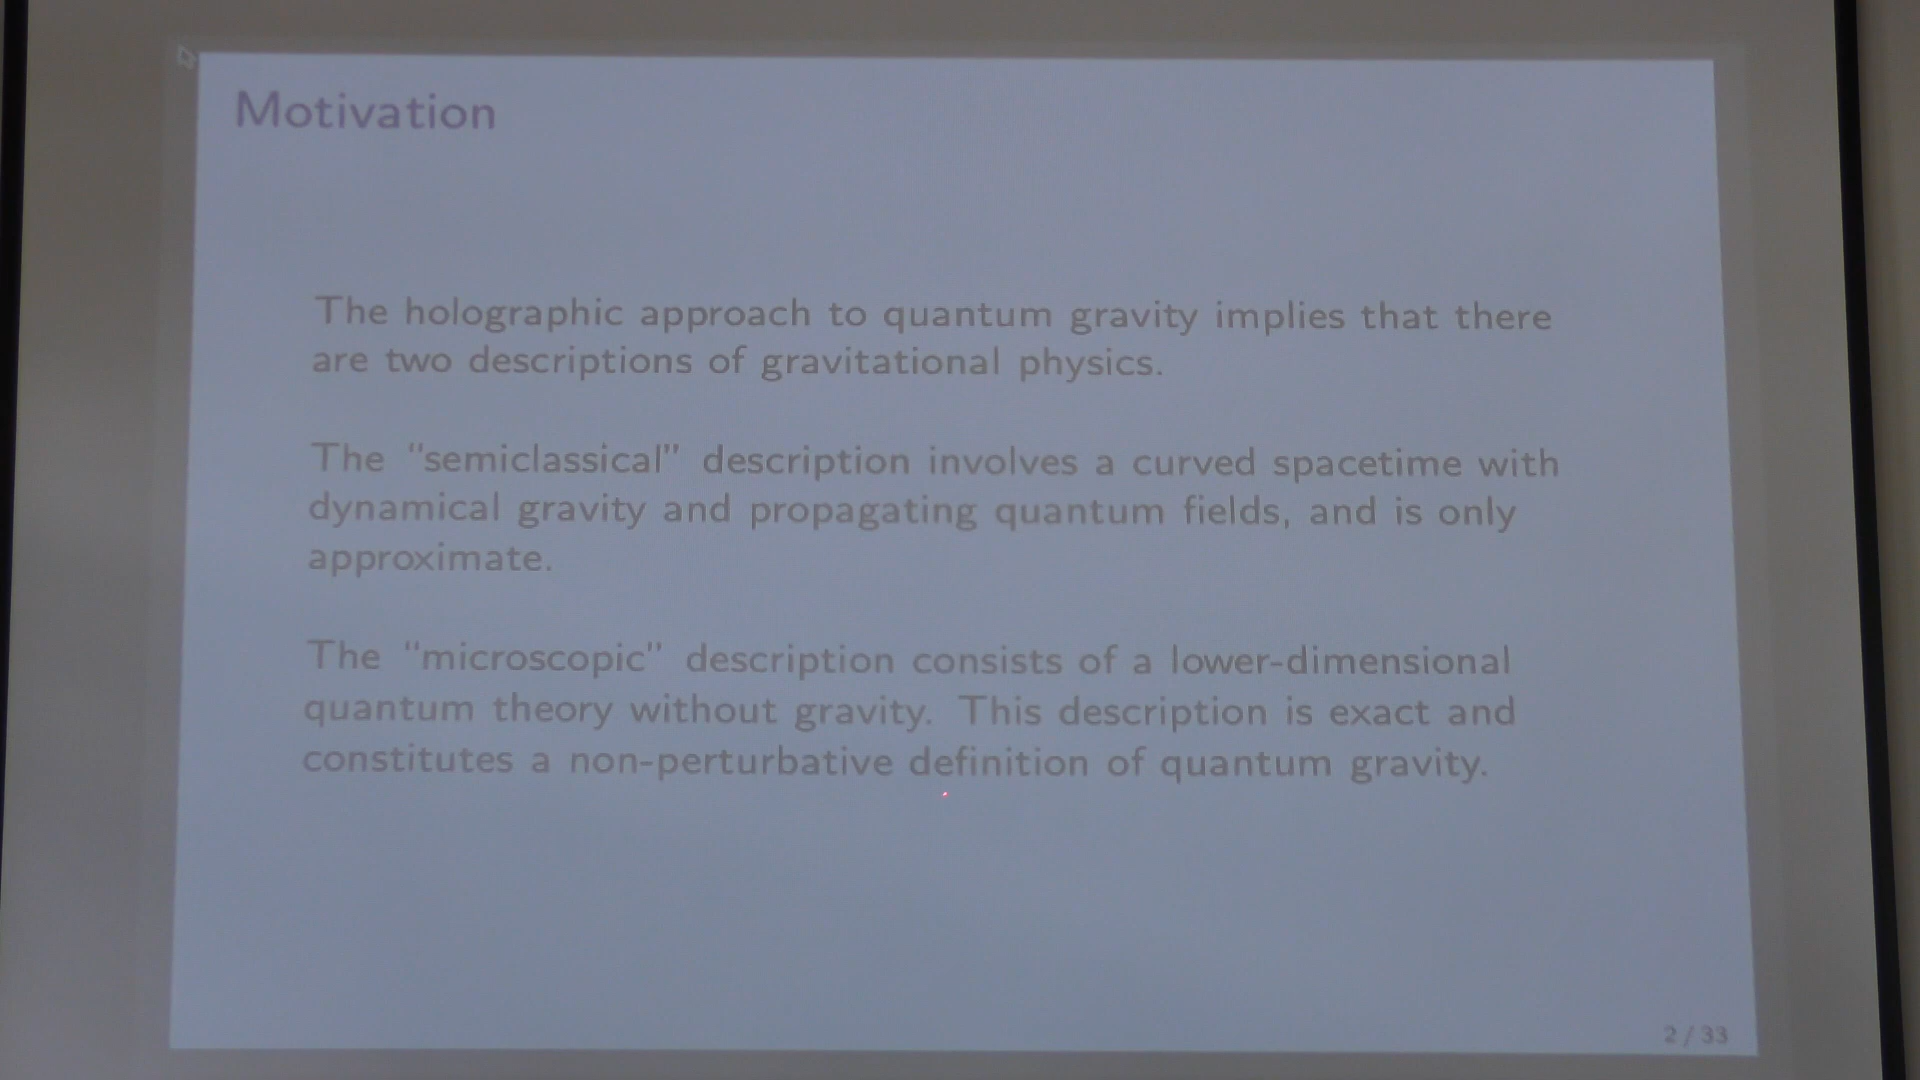 Motivation
The holographic approach to quantum gravity implies that there
are two descriptions of gravitational physics.
The “semiclassical” description involves a curved spacetime with
dynamical gravity and propagating quantum fields, and is only
approximate.
The “microscopic” description consists of a lower-dimensional
quantum theory without gravity. This description is exact and
constitutes a non-perturbative definition of quantum gravity.
2 / 33